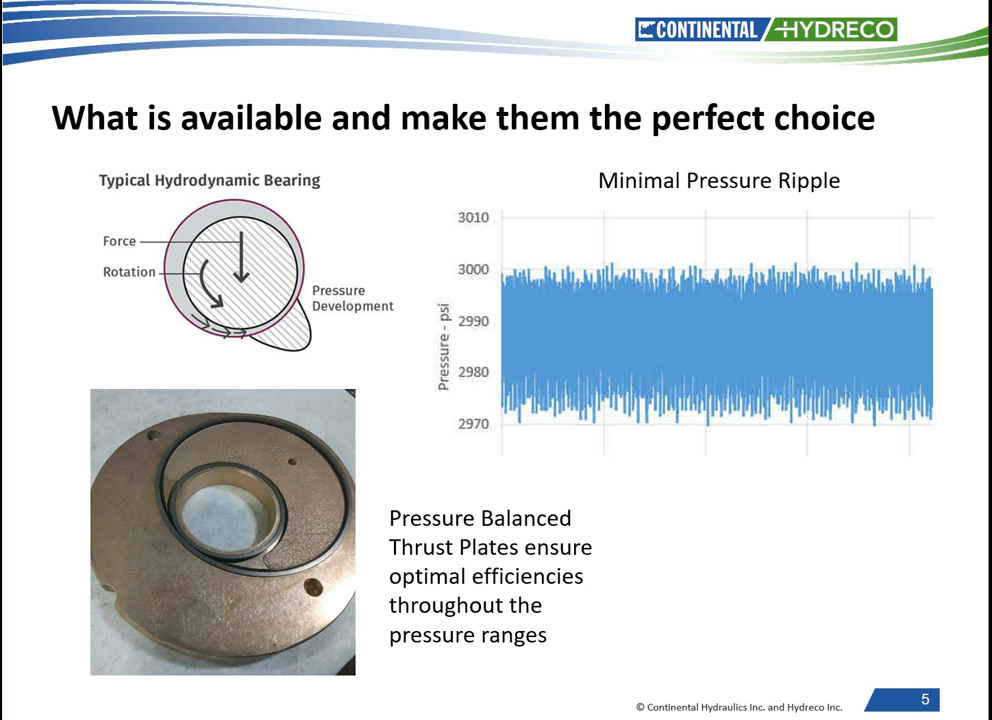 CONTINENTAL HYDRECO
What is available and make them the perfect choice
Typical Hydrodynamic Bearing
Force
Rotation
Pressure
Development
Minimal Pressure Ripple
3010
3000
2990
2980
2970
Pressure - psi
Pressure Balanced
Thrust Plates ensure
optimal efficiencies
throughout the
pressure ranges
© Continental Hydraulics Inc. and Hydreco Inc.
5